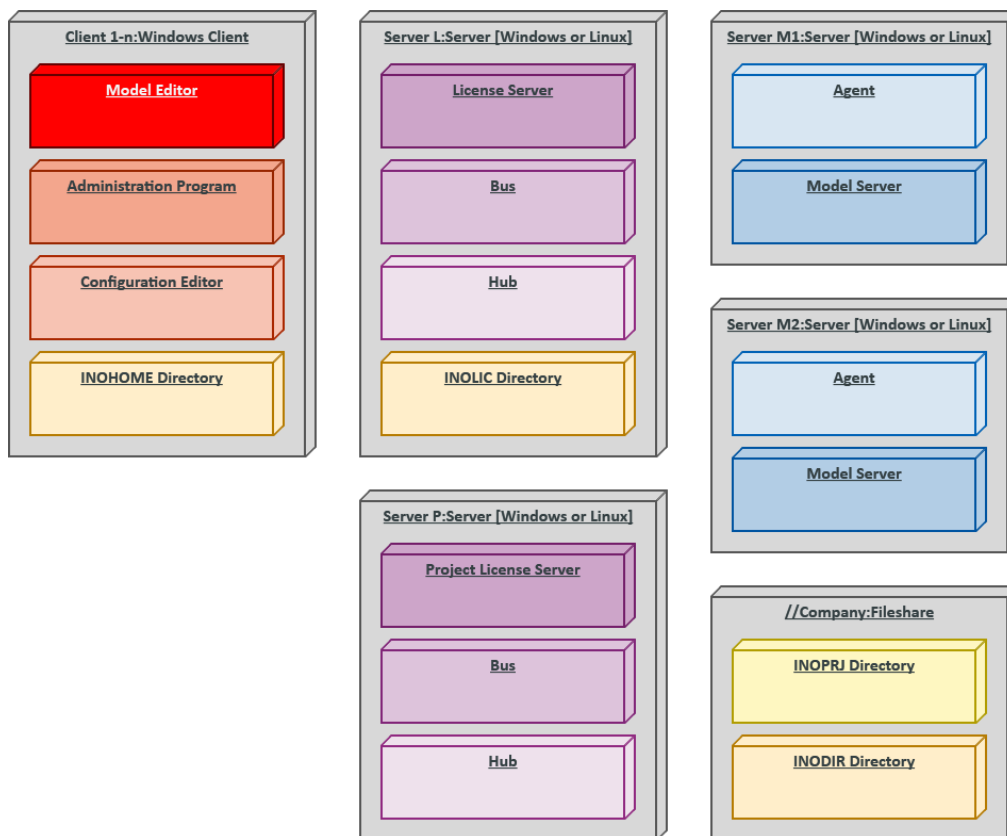 Client 1-n:Windows Client
Model Editor
Administration Program
Configuration Editor
INOHOME Directory
Server L:Server [Windows or Linux]
License Server
Bus
Hub
INOLIC Directory
Server P:Server [Windows or Linux]
Project License Server
Bus
Hub
Server M1:Server [Windows or Linux]
Agent
Model Server
Server M2:Server [Windows or Linux]
Agent
Model Server
//Company:Fileshare
INOPRJ Directory
INODIR Directory